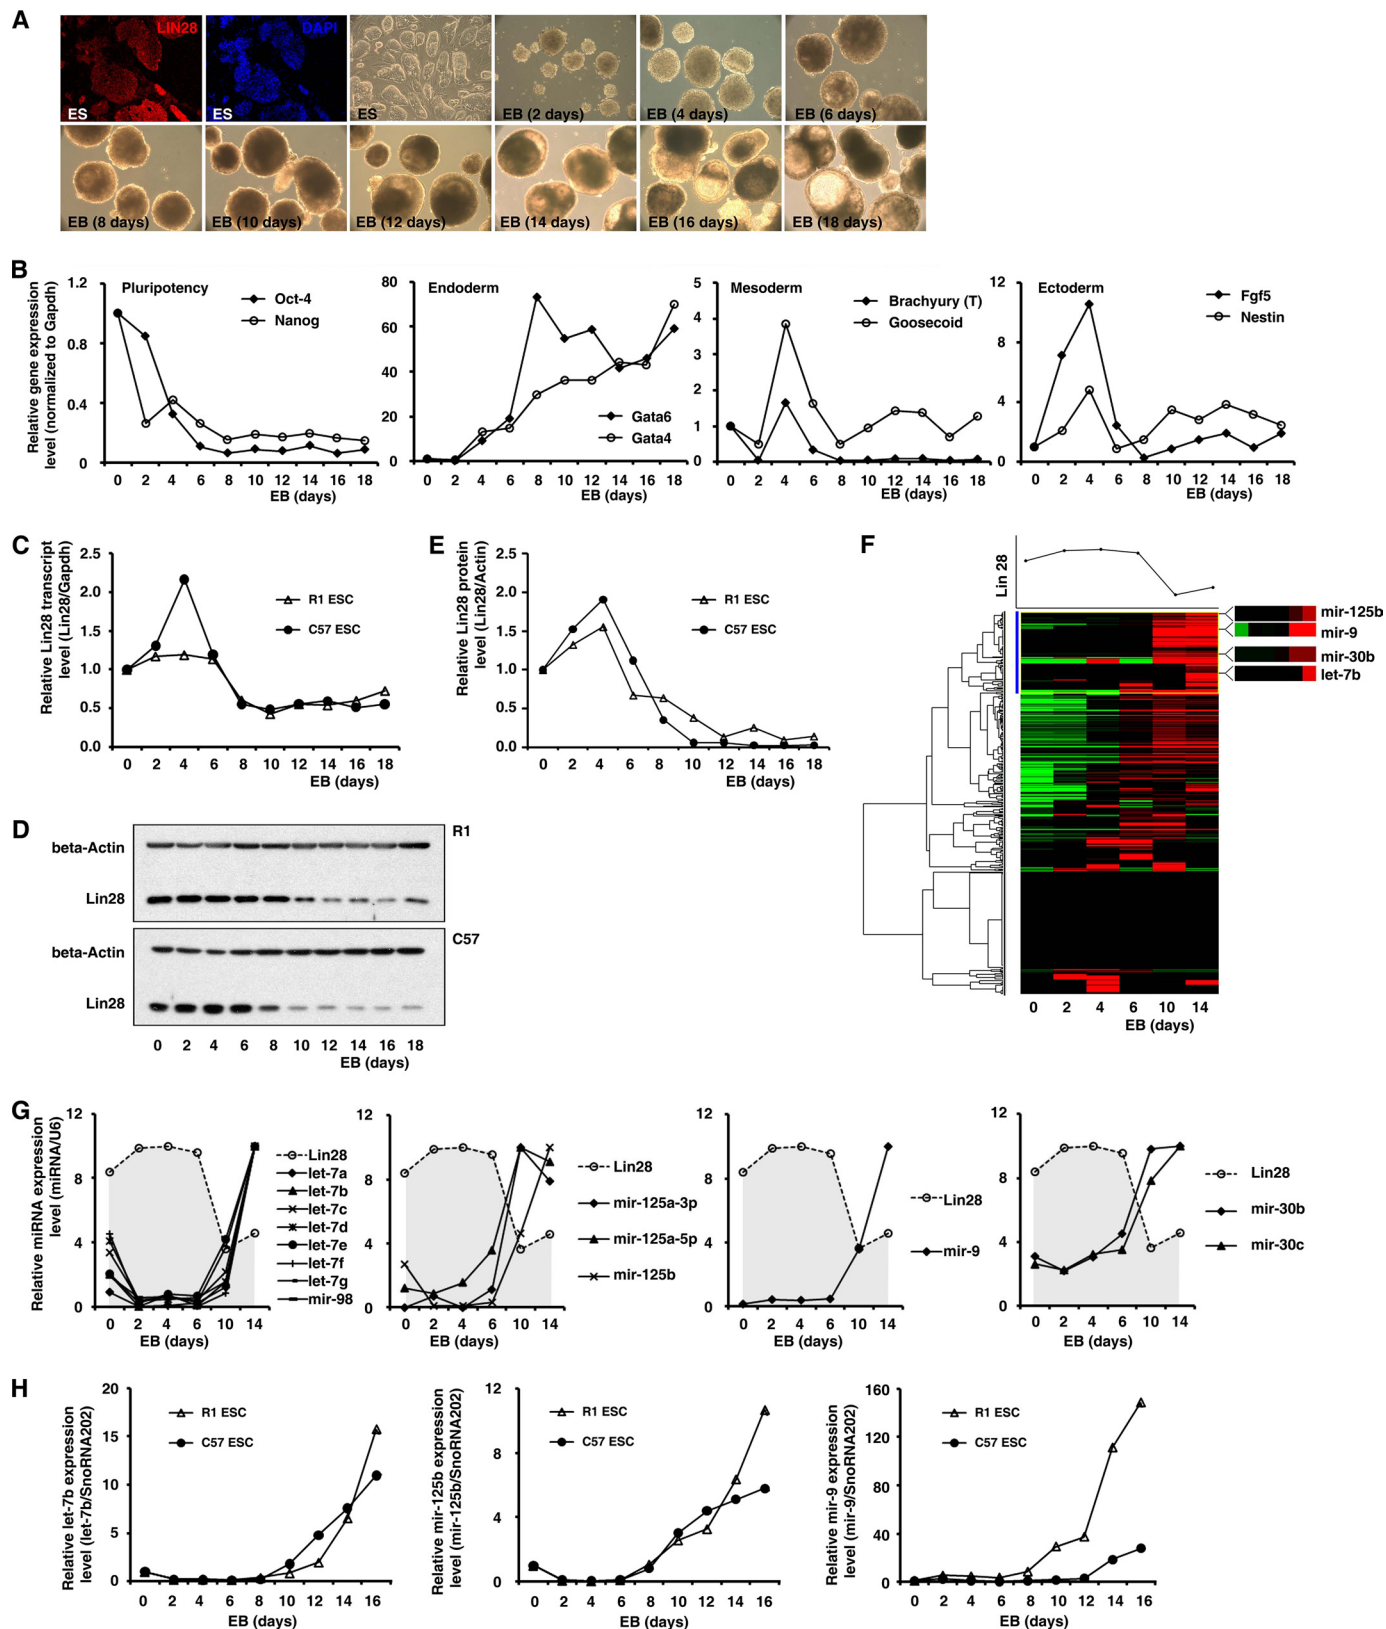 A
LIN28
ES
DAPI
ES
ES
EB (2 days)
EB (4 days)
EB (6 days)
EB (8 days)
EB (10 days)
EB (12 days)
EB (14 days)
EB (16 days)
EB (18 days)
B
Relative gene expression
level (normalized to Gapdh)
Pluripotency
Oct-4
Nanog
1.2
0.8
0.4
0
0 2 4 6 8 10 12 14 16 18
EB (days)
Endoderm
Gata6
Gata4
80
60
40
20
0
0 2 4 6 8 10 12 14 16 18
EB (days)
Mesoderm
Brachyury (T)
Goosecoid
5
4
3
2
1
0
0 2 4 6 8 10 12 14 16 18
EB (days)
Ectoderm
Fgf5
Nestin
12
8
4
0
0 2 4 6 8 10 12 14 16 18
EB (days)
C
Relative Lin28 transcript
level (Lin28/Gapdh)
2.5
2.0
1.5
1.0
0.5
0.0
R1 ESC
C57 ESC
0 2 4 6 8 10 12 14 16 18
EB (days)
E
Relative Lin28 protein
level (Lin28/Actin)
2.5
2.0
1.5
1.0
0.5
0.0
R1 ESC
C57 ESC
0 2 4 6 8 10 12 14 16 18
EB (days)
F
Lin 28
mir-125b
mir-9
mir-30b
let-7b
0 2 4 6 10 14
EB (days)
D
R1
beta-Actin
Lin28
C57
beta-Actin
Lin28
0 2 4 6 8 10 12 14 16 18
EB (days)
G
Relative miRNA expression
level (miRNA/U6)
12
8
4
0
0 2 4 6 10 14
EB (days)
Lin28
let-7a
let-7b
let-7c
let-7d
let-7e
let-7f
let-7g
mir-98
12
8
4
0
0 2 4 6 10 14
EB (days)
Lin28
mir-125a-3p
mir-125a-5p
mir-125b
12
8
4
0
0 2 4 6 10 14
EB (days)
Lin28
mir-9
12
8
4
0
0 2 4 6 10 14
EB (days)
Lin28
mir-30b
mir-30c
H
Relative let-7b expression
level (let-7b/SnoRNA202)
20
15
10
5
0
R1 ESC
C57 ESC
0 2 4 6 8 10 12 14 16
EB (days)
Relative mir-125b expression
level (mir-125b/SnoRNA202)
12
8
4
0
R1 ESC
C57 ESC
0 2 4 6 8 10 12 14 16
EB (days)
Relative mir-9 expression
level (mir-9/SnoRNA202)
160
120
80
40
0
R1 ESC
C57 ESC
0 2 4 6 8 10 12 14 16
EB (days)